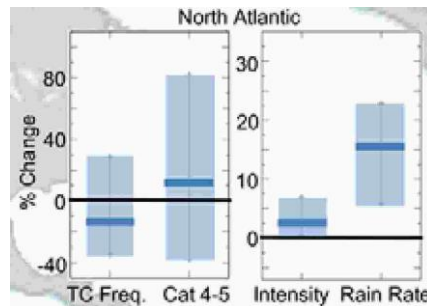 North Atlantic
% Change
80
40
0
-40
TC Freq.
Cat 4-5
30
20
10
0
Intensity
Rain Rate